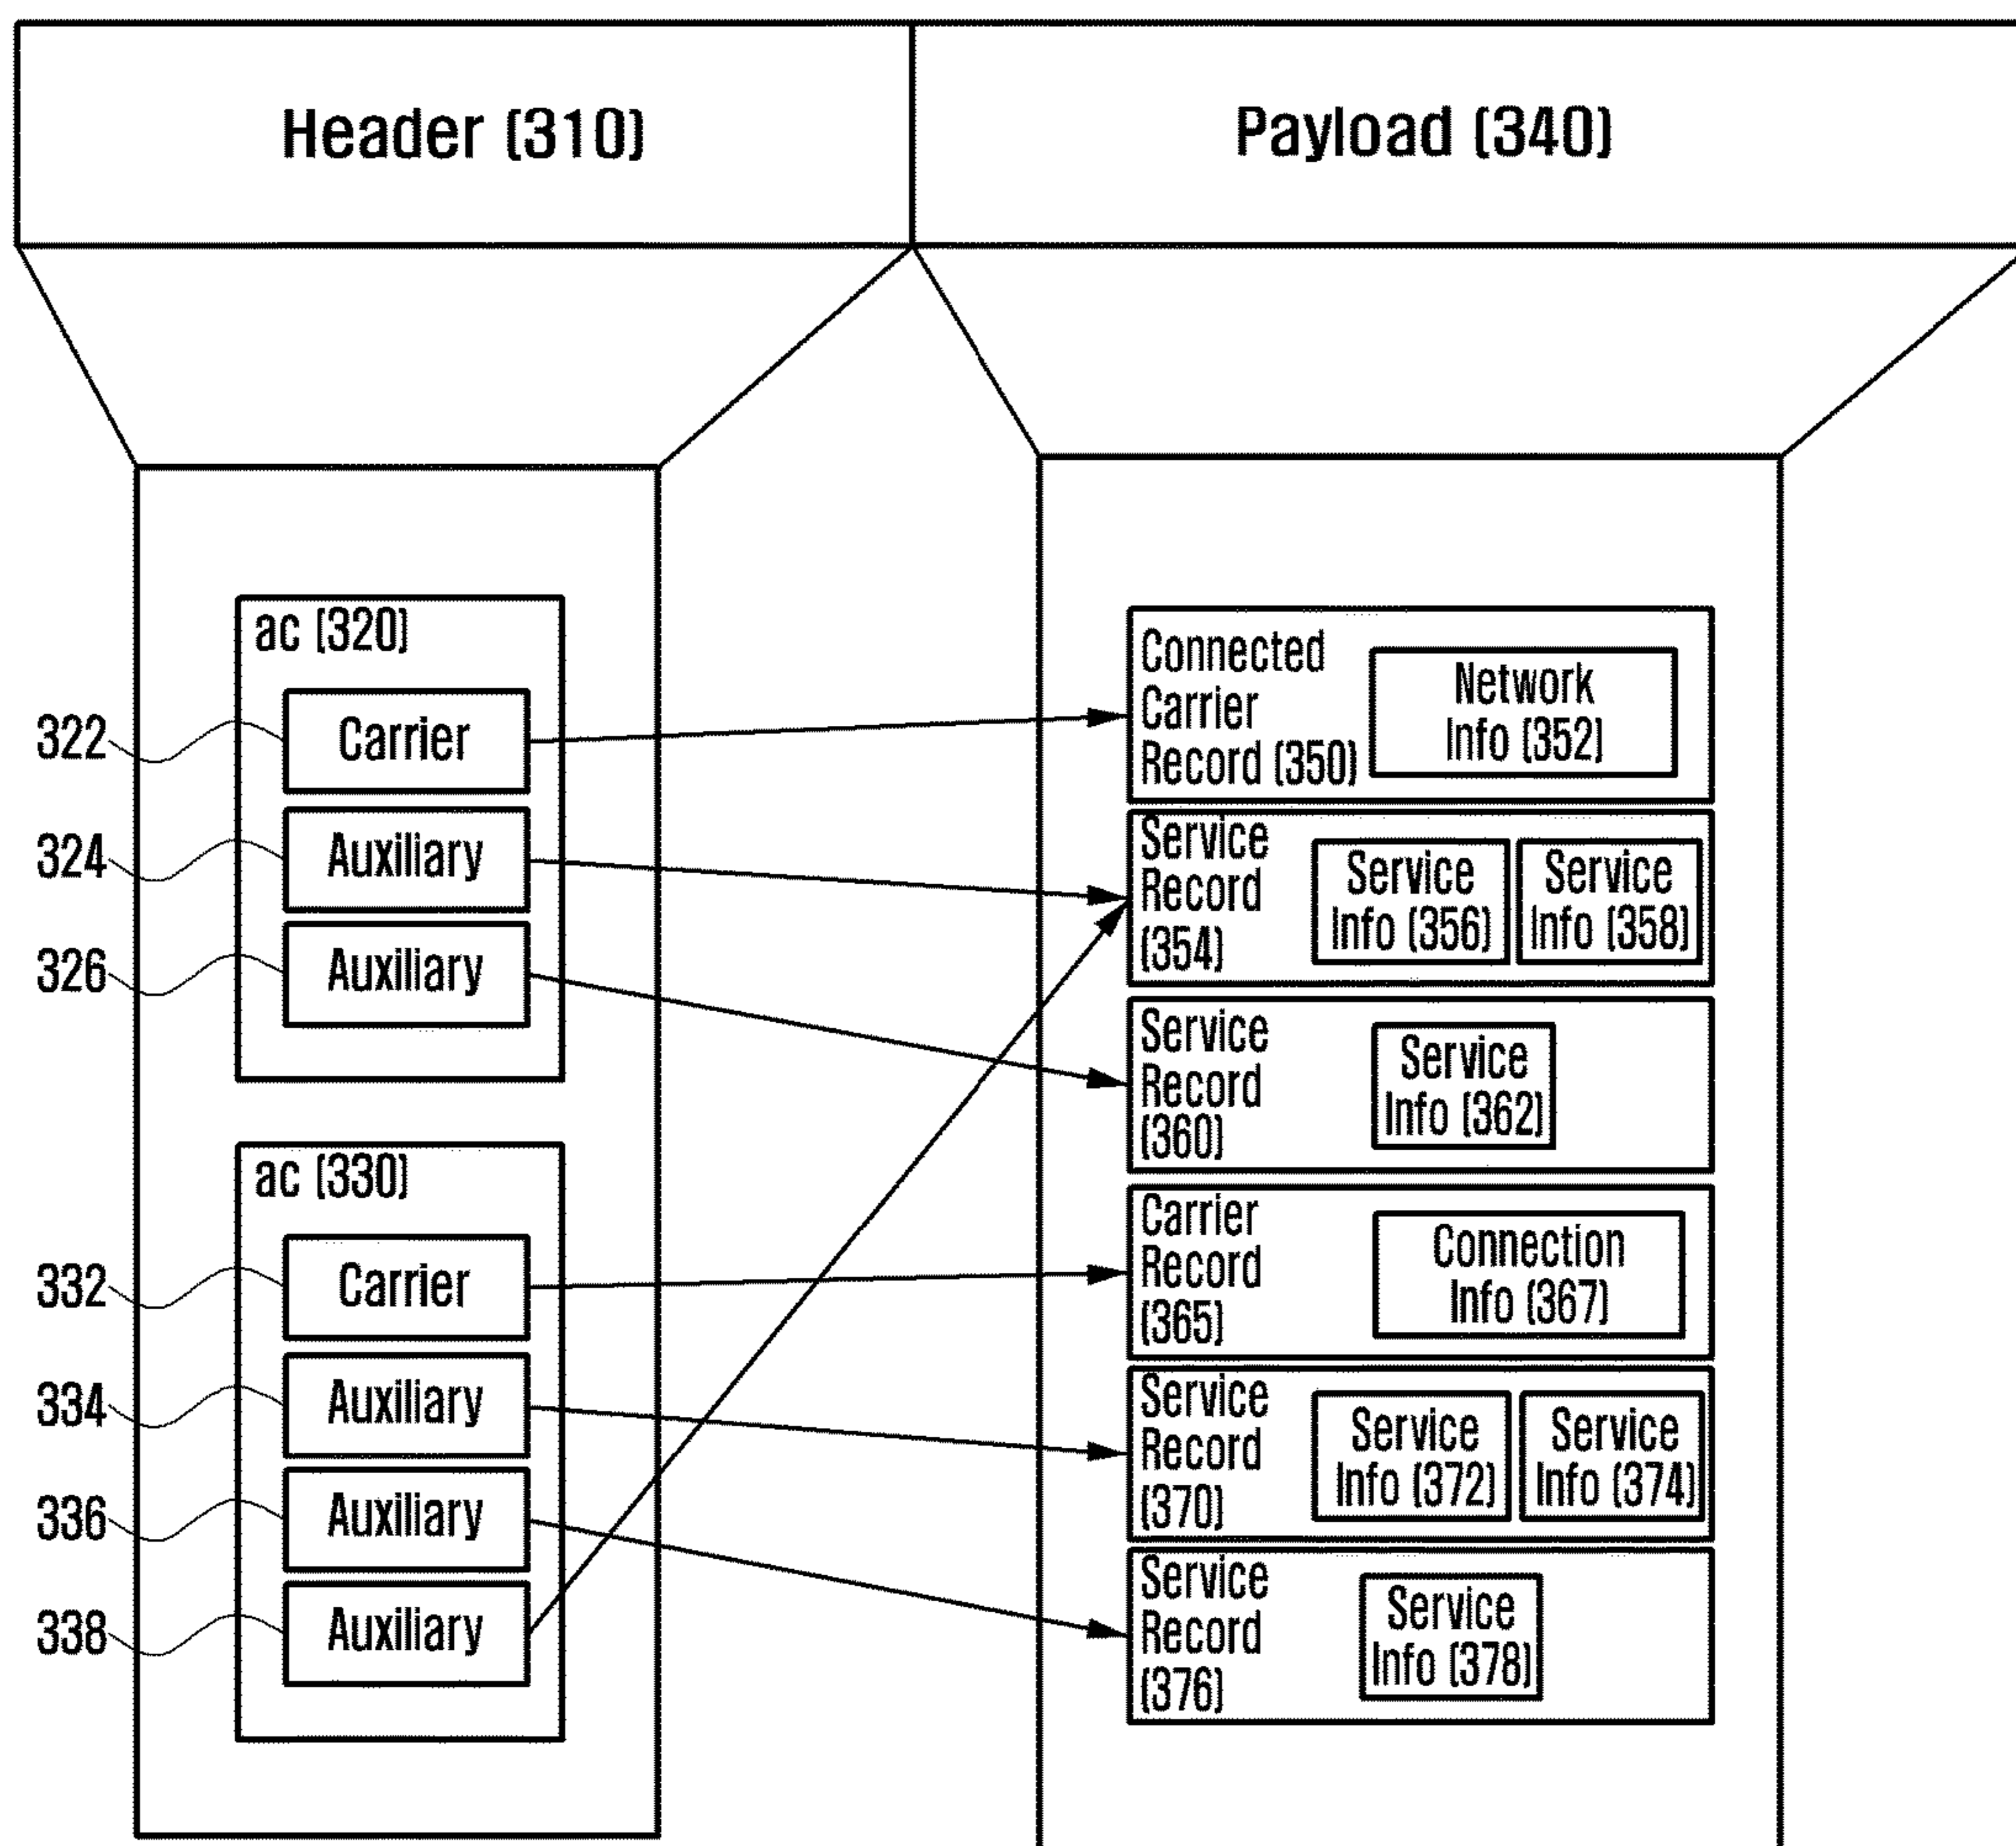 Header (310)
Payload (340)
ac (320)
322
Carrier
324
Auxiliary
326
Auxiliary
ac (330)
332
Carrier
334
Auxiliary
336
Auxiliary
338
Auxiliary
Connected
Carrier
Record (350)
Network
Info (352)
Service
Record
(354)
Service
Info (356)
Service
Info (358)
Service
Record
(360)
Service
Info (362)
Carrier
Record
(365)
Connection
Info (367)
Service
Record
(370)
Service
Info (372)
Service
Info (374)
Service
Record
(376)
Service
Info (378)